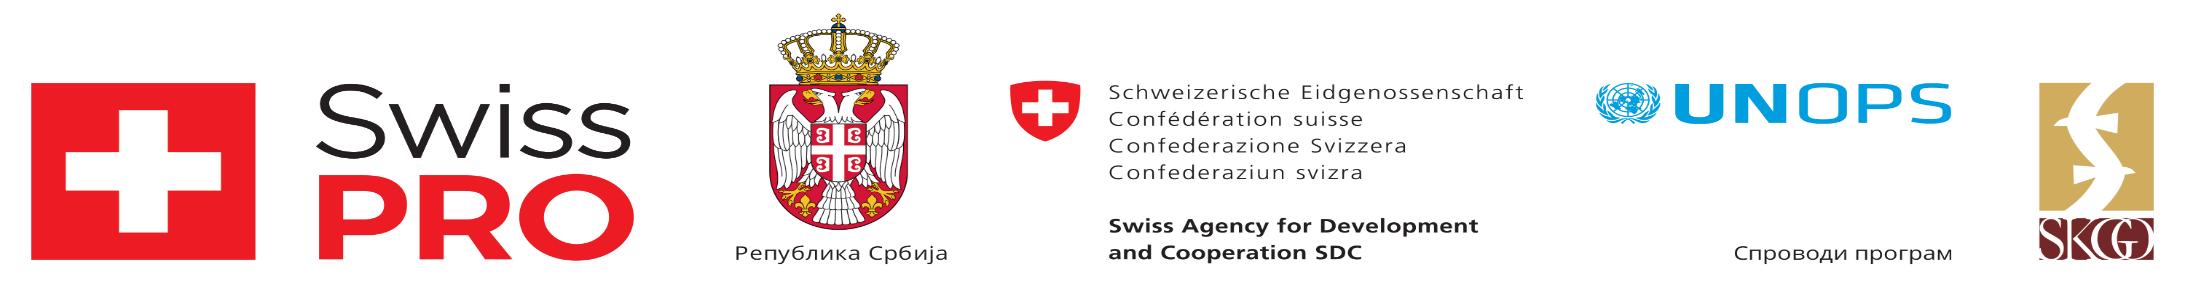 Swiss
PRO
Република Србија
Schweizerische Eidgenossenschaft
Confédération suisse
Confederazione Svizzera
Confederaziun svizra
Swiss Agency for Development
and Cooperation SDC
UNOPS
Спроводи програм
SKGO